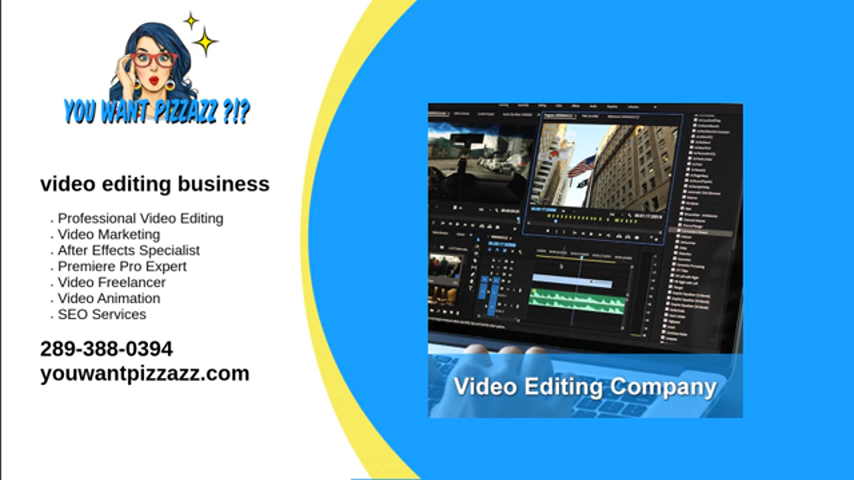 YOU WANT PIZZAZZ ?!?
video editing business
. Professional Video Editing
. Video Marketing
. After Effects Specialist
. Premiere Pro Expert
. Video Freelancer
. Video Animation
. SEO Services
289-388-0394
youwantpizzazz.com
Video Editing Company